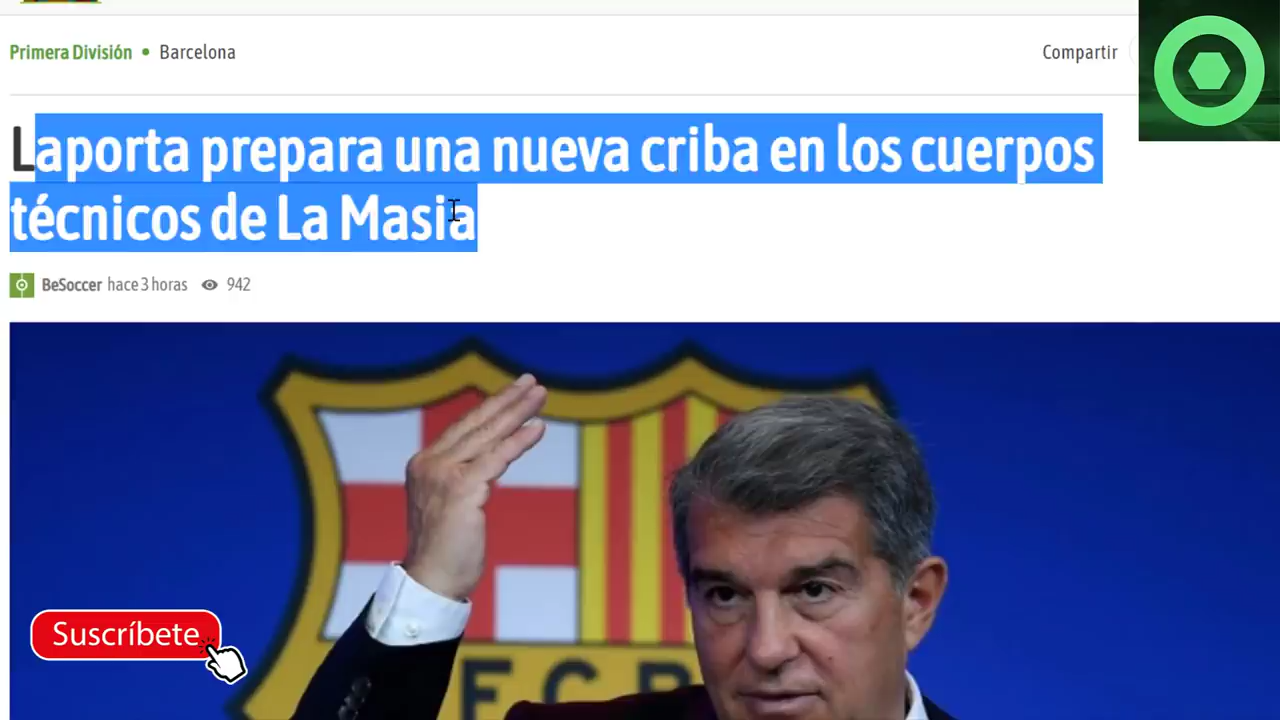 Primera División • Barcelona
Compartir
Laporta prepara una nueva criba en los cuerpos
técnicos de La Masia
BeSoccer hace 3 horas 942
FCB
Suscríbete